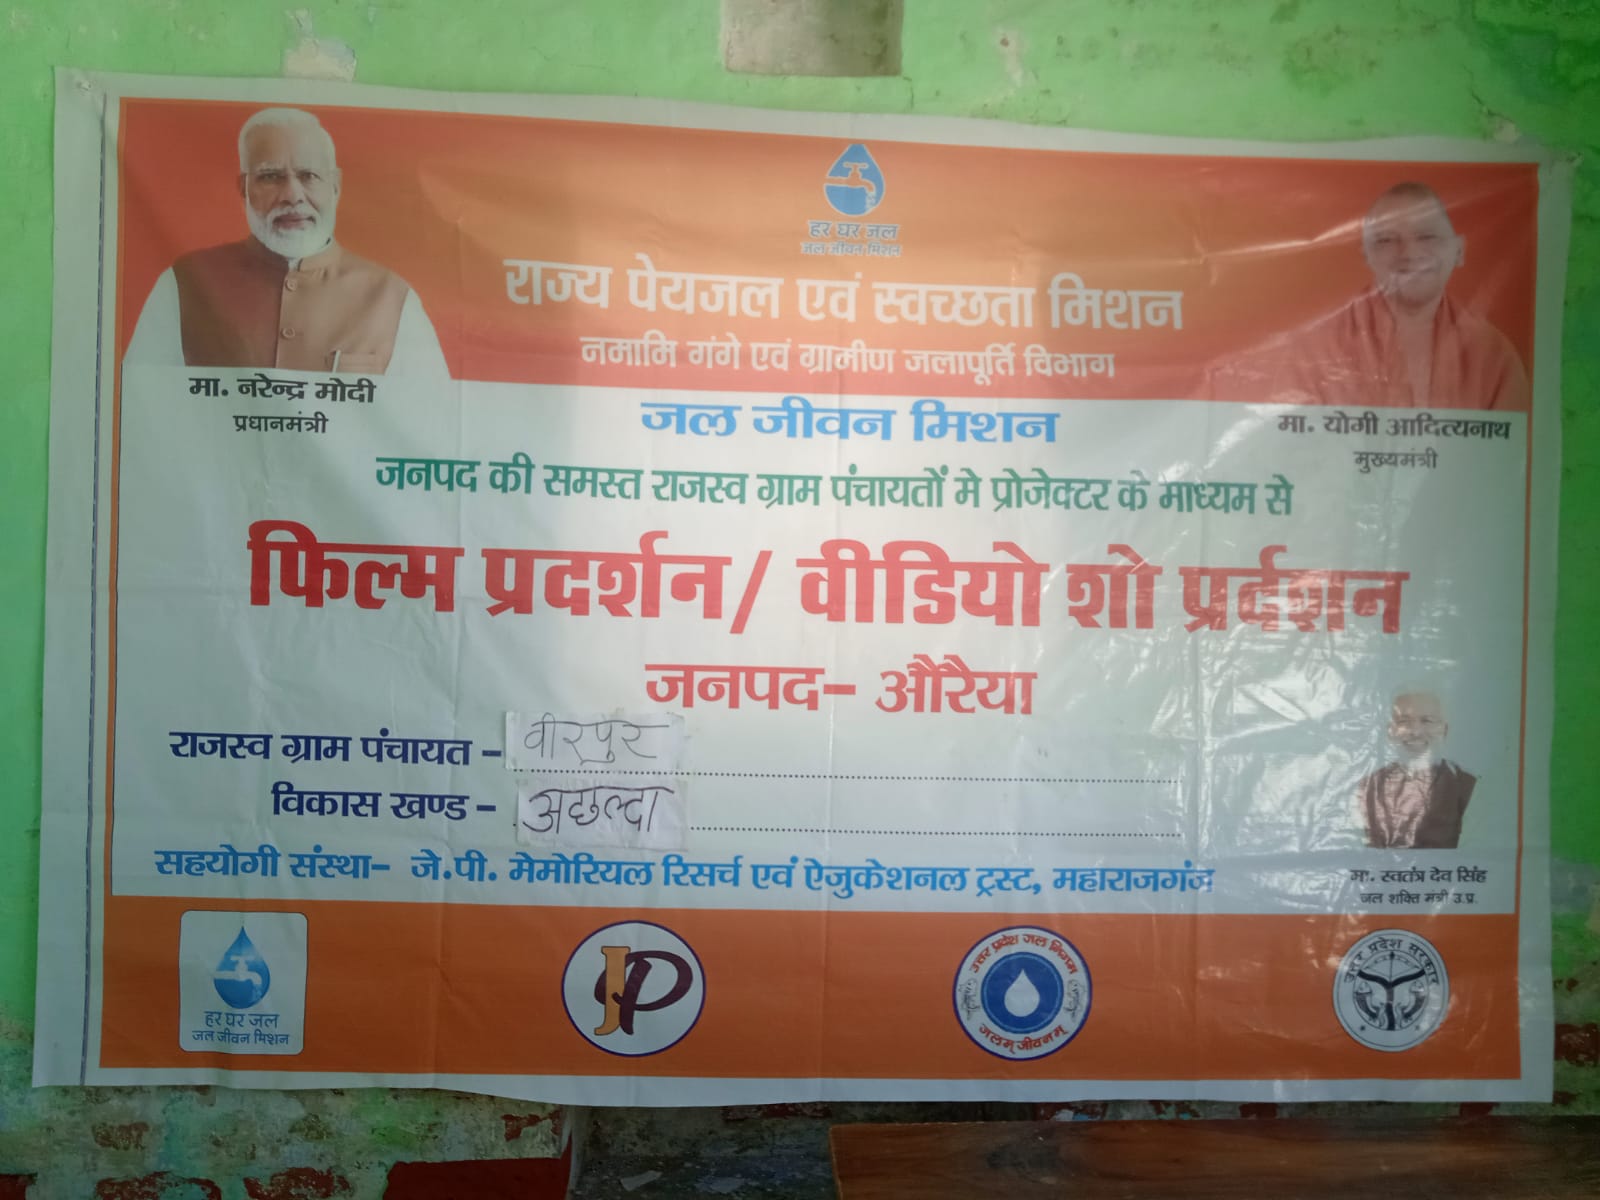 हर घर जल
जल जीवन मिशन
राज्य पेयजल एवं स्वच्छता मिशन
नमामि गंगे एवं ग्रामीण जलापूर्ति विभाग
मा. नरेन्द्र मोदी
प्रधानमंत्री
मा. योगी आदित्यनाथ
मुख्यमंत्री
जल जीवन मिशन
जनपद की समस्त राजस्व ग्राम पंचायतों मे प्रोजेक्टर के माध्यम से
फिल्म प्रदर्शन/ वीडियो शो प्रर्दशन
जनपद- औरैया
राजस्व ग्राम पंचायत - वीरपुर
विकास खण्ड - अछल्दा
सहयोगी संस्था- जे.पी. मेमोरियल रिसर्च एवं ऐजुकेशनल ट्रस्ट, महाराजगंज
मा. स्वतंत्र देव सिंह
जल शक्ति मंत्री उ.प्र.
हर घर जल
जल जीवन मिशन
JP
उत्तर प्रदेश जल निगम
जलम् जीवनम्
उत्तर प्रदेश सरकार